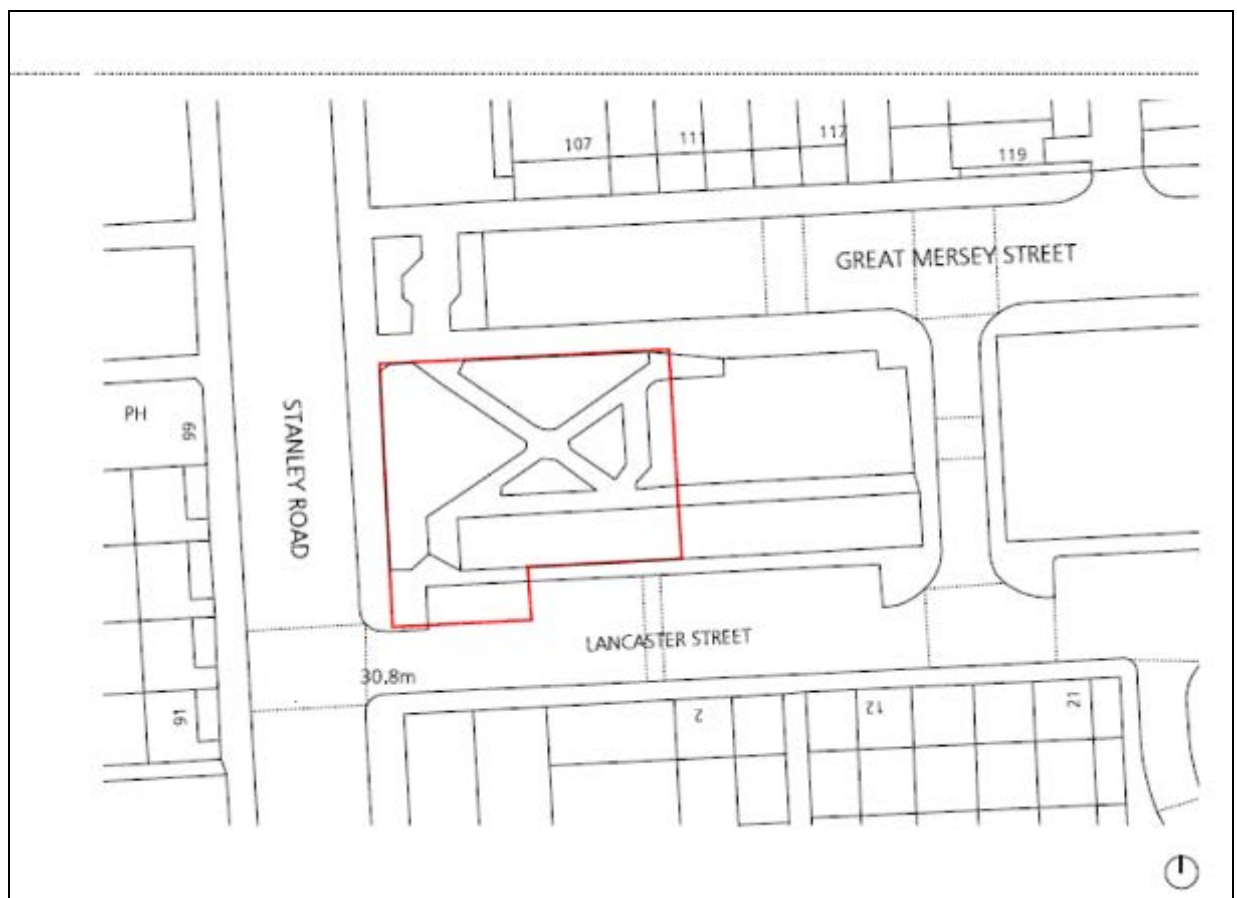 107
111
117
119
GREAT MERSEY STREET
PH
99
STANLEY ROAD
LANCASTER STREET
30.8m
91
2
12
21